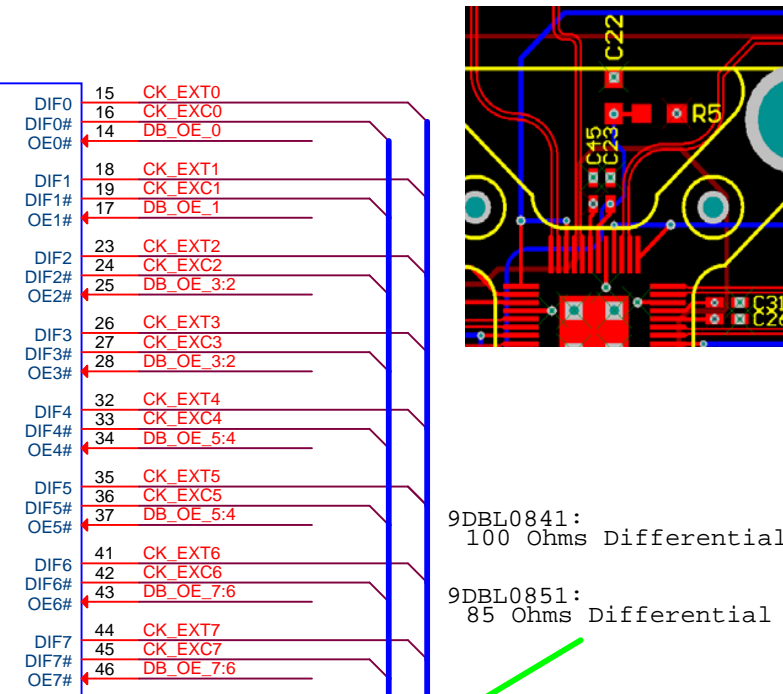 DIF0 15 CK_EXT0
DIF0# 16 CK_EXC0
OE0# 14 DB_OE_0
DIF1 18 CK_EXT1
DIF1# 19 CK_EXC1
OE1# 17 DB_OE_1
DIF2 23 CK_EXT2
DIF2# 24 CK_EXC2
OE2# 25 DB_OE_3:2
DIF3 26 CK_EXT3
DIF3# 27 CK_EXC3
OE3# 28 DB_OE_3:2
DIF4 32 CK_EXT4
DIF4# 33 CK_EXC4
OE4# 34 DB_OE_5:4
DIF5 35 CK_EXT5
DIF5# 36 CK_EXC5
OE5# 37 DB_OE_5:4
DIF6 41 CK_EXT6
DIF6# 42 CK_EXC6
OE6# 43 DB_OE_7:6
DIF7 44 CK_EXT7
DIF7# 45 CK_EXC7
OE7# 46 DB_OE_7:6
C22
R5
C45
C23
C31
C26
9DBL0841:
100 Ohms Differential
9DBL0851:
85 Ohms Differential